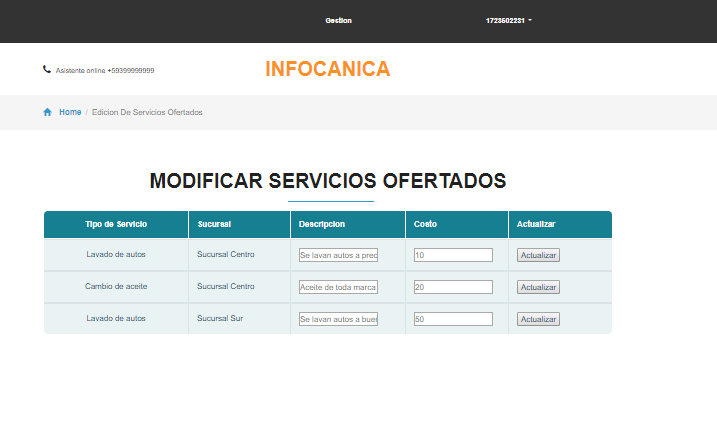 Gestion 1723502231
Asistente online +59399999999 INFOCANICA
Home / Edicion De Servicios Ofertados
MODIFICAR SERVICIOS OFERTADOS
Tipo de Servicio Sucursal Descripcion Costo Actualizar
Lavado de autos Sucursal Centro Se lavan autos a prec 10 Actualizar
Cambio de aceite Sucursal Centro Aceite de toda marca 20 Actualizar
Lavado de autos Sucursal Sur Se lavan autos a buen 50 Actualizar